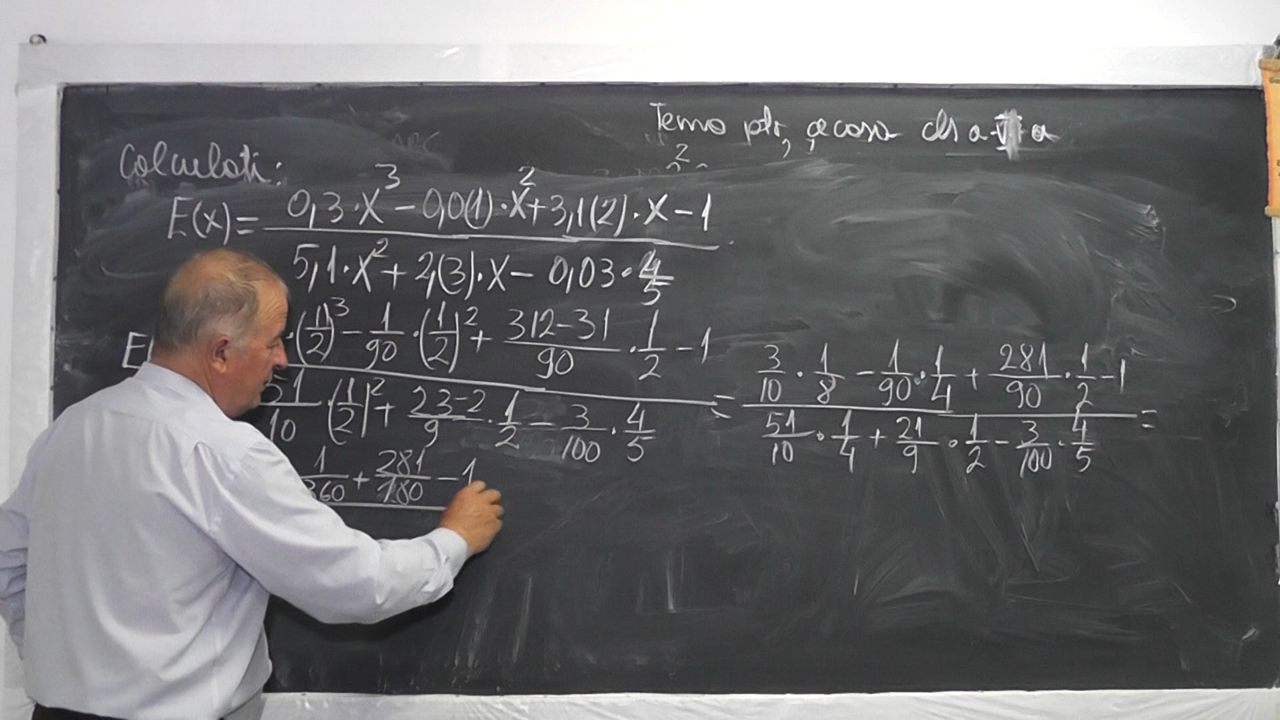 Temo ptr acasa cls a VI a
Calculati:
E(x) = (0,3·x³ − 0,0(1)·x² + 3,1(2)·x − 1) / (5,1·x² + 2,(3)·x − 0,03·4/5)
E ·(1/2)³ − 1/90·(1/2)² + (312−31)/90·1/2 − 1 / 51/10·(1/2)² + (23−2)/9·1/2 − 3/100·4/5 = (3/10·1/8 − 1/90·1/4 + 281/90·1/2 − 1) / (51/10·1/4 + 21/9·1/2 − 3/100·4/5) =
1/360 + 281/180 − 1